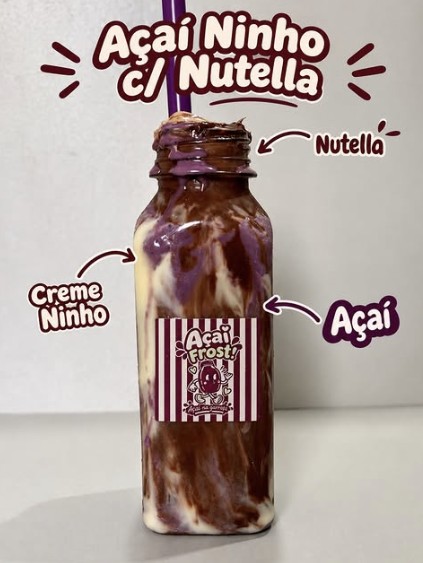 Açaí Ninho
c/ Nutella
Nutella
Creme
Ninho
Açaí
Açaí
Frost!
Açaí na garrafa